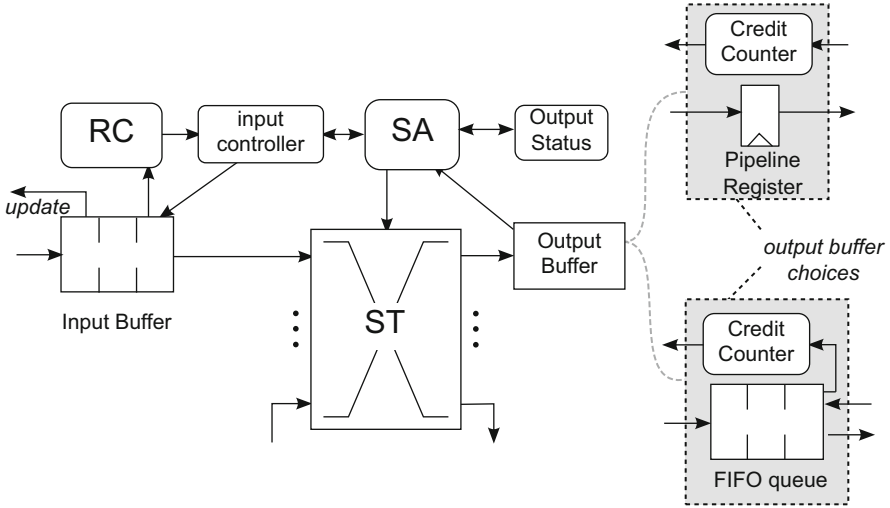 Credit
Counter
RC
input
controller
SA
Output
Status
Pipeline
Register
update
Output
Buffer
output buffer
choices
Input Buffer
ST
Credit
Counter
FIFO queue